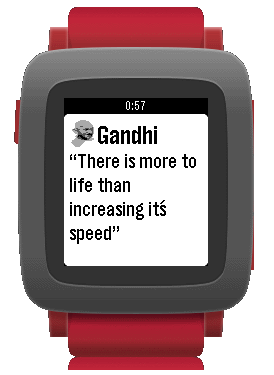 0:57
Gandhi
“There is more to
life than
increasing itś
speed”